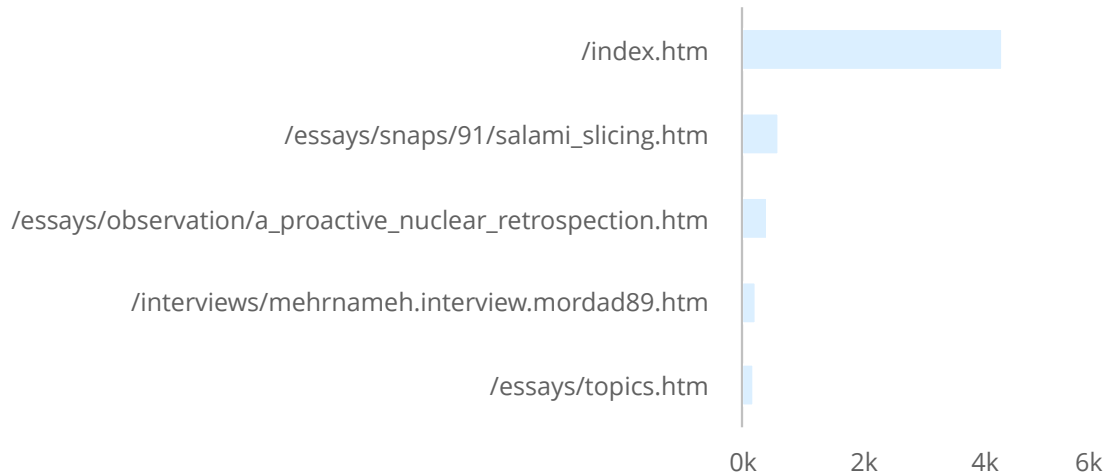 /index.htm
/essays/snaps/91/salami_slicing.htm
/essays/observation/a_proactive_nuclear_retrospection.htm
/interviews/mehrnameh.interview.mordad89.htm
/essays/topics.htm
0k 2k 4k 6k